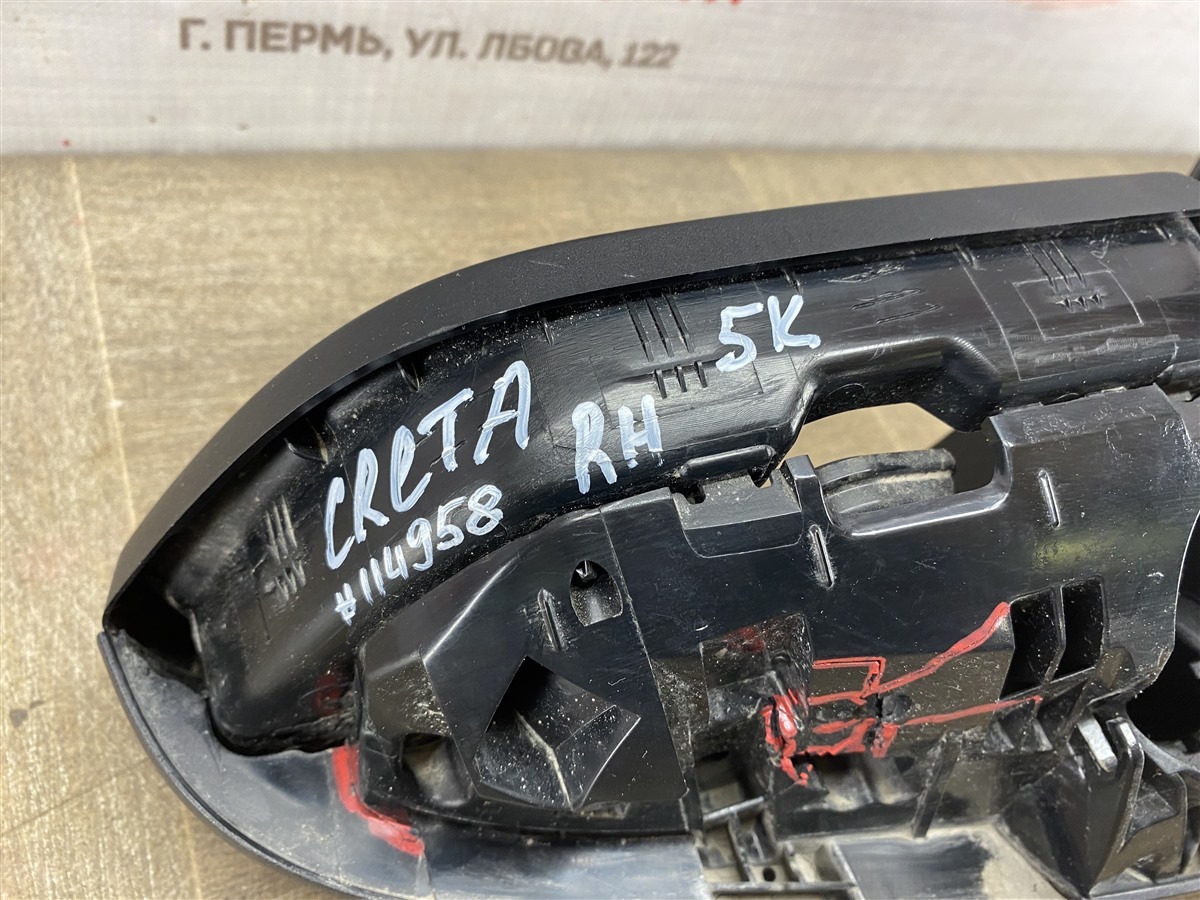 Г. ПЕРМЬ, УЛ. ЛБОВА, 122
5K
CRETA RH
#114958